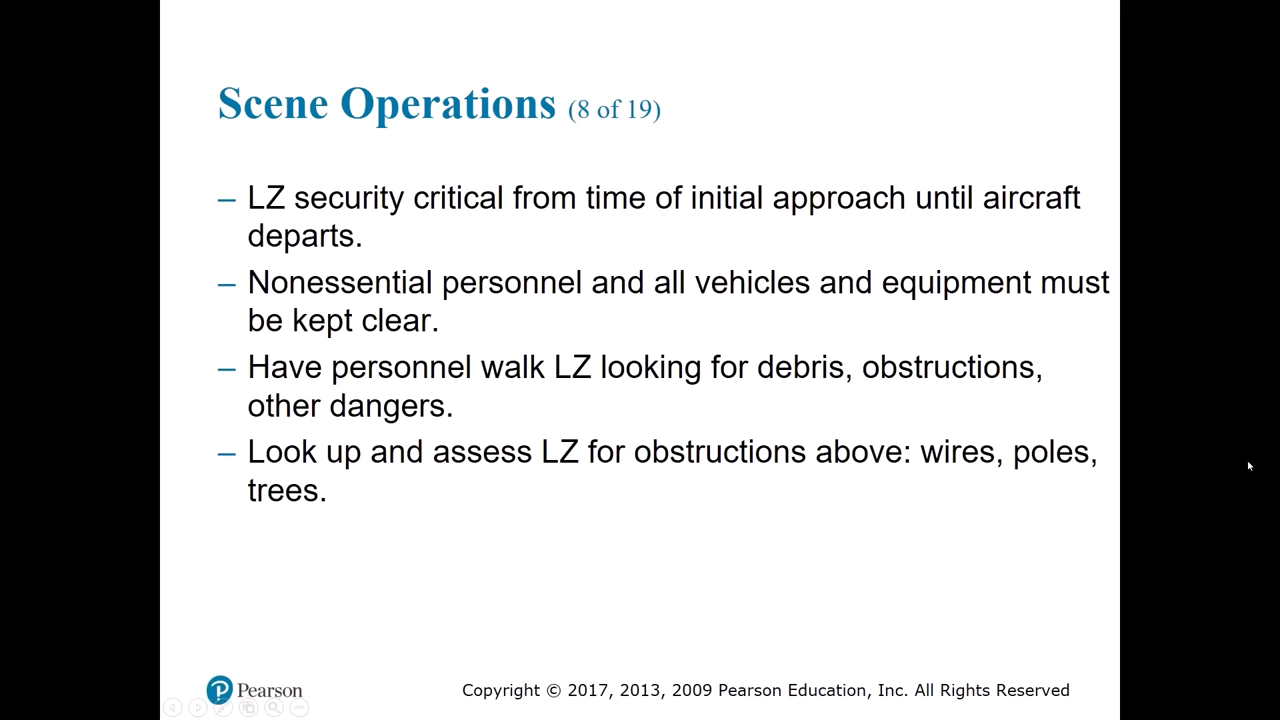 Scene Operations (8 of 19)
– LZ security critical from time of initial approach until aircraft
departs.
– Nonessential personnel and all vehicles and equipment must
be kept clear.
– Have personnel walk LZ looking for debris, obstructions,
other dangers.
– Look up and assess LZ for obstructions above: wires, poles,
trees.
P Pearson
Copyright © 2017, 2013, 2009 Pearson Education, Inc. All Rights Reserved